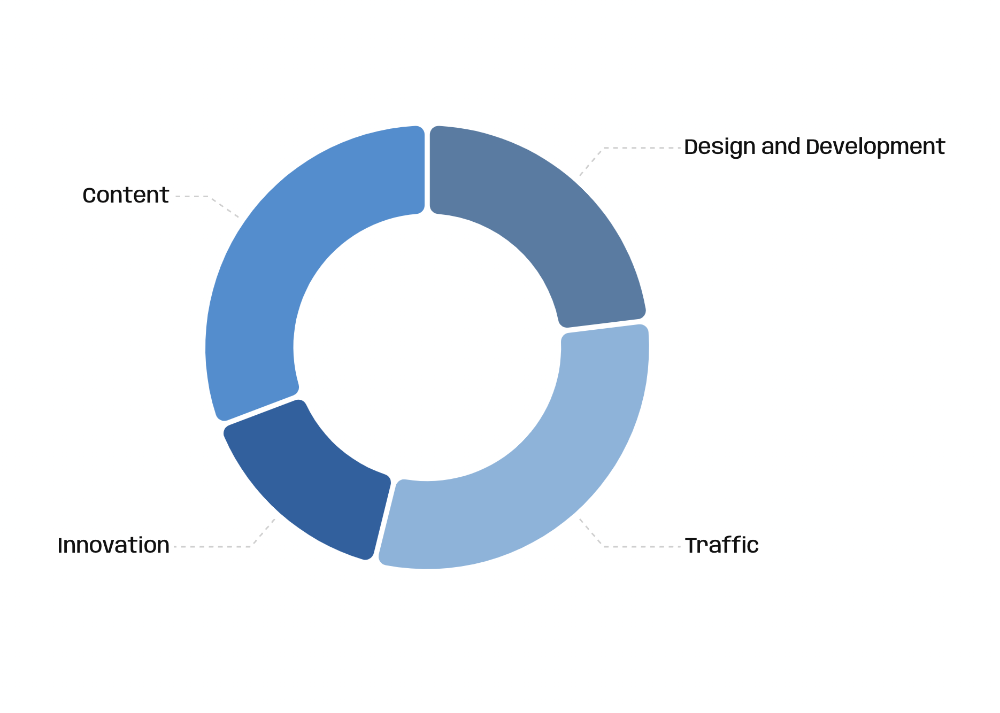 Design and Development
Content
Innovation
Traffic